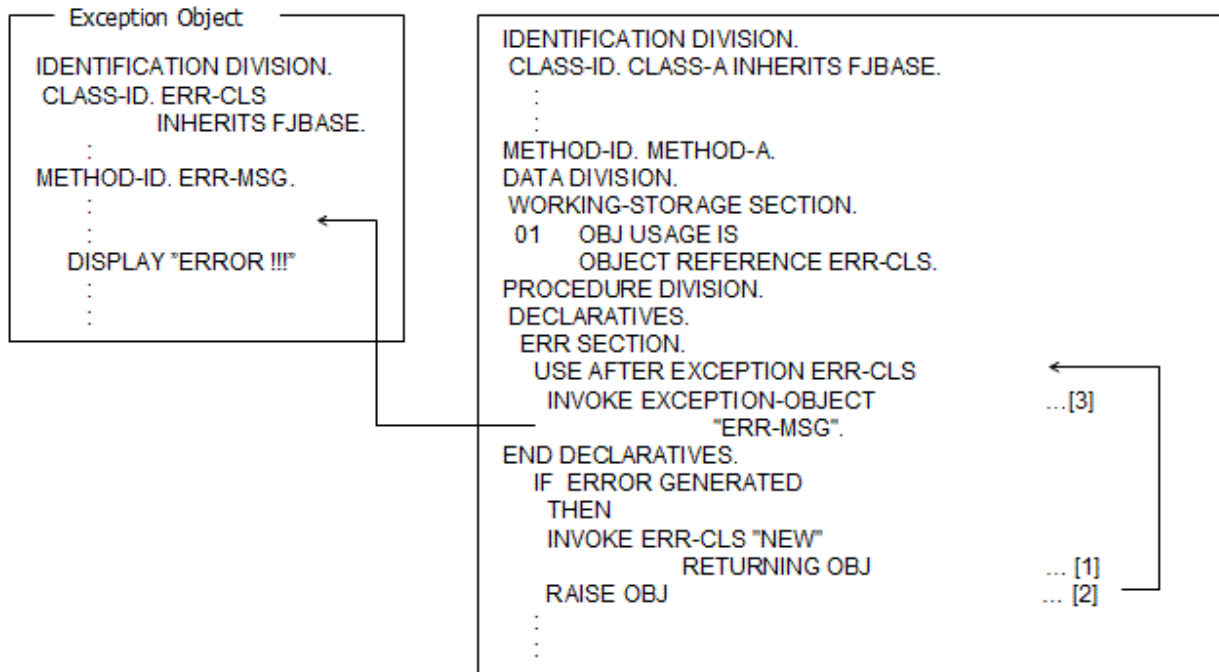 Exception Object
IDENTIFICATION DIVISION.
CLASS-ID. ERR-CLS
INHERITS FJBASE.
:
METHOD-ID. ERR-MSG.
:
:
DISPLAY "ERROR !!!"
:
:
IDENTIFICATION DIVISION.
CLASS-ID. CLASS-A INHERITS FJBASE.
:
:
METHOD-ID. METHOD-A.
DATA DIVISION.
WORKING-STORAGE SECTION.
01 OBJ USAGE IS
OBJECT REFERENCE ERR-CLS.
PROCEDURE DIVISION.
DECLARATIVES.
ERR SECTION.
USE AFTER EXCEPTION ERR-CLS
INVOKE EXCEPTION-OBJECT ...[3]
"ERR-MSG".
END DECLARATIVES.
IF ERROR GENERATED
THEN
INVOKE ERR-CLS "NEW"
RETURNING OBJ ... [1]
RAISE OBJ ... [2]
:
: